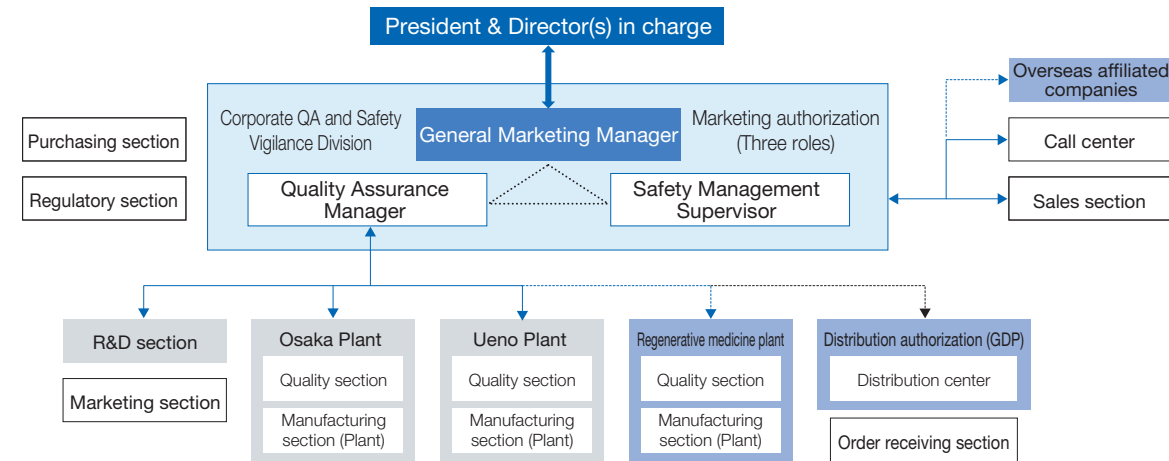 President & Director(s) in charge
Overseas affiliated
companies
Corporate QA and Safety
Vigilance Division
General Marketing Manager
Marketing authorization
(Three roles)
Purchasing section
Call center
Quality Assurance
Manager
Safety Management
Supervisor
Regulatory section
Sales section
R&D section
Osaka Plant
Ueno Plant
Regenerative medicine plant
Distribution authorization (GDP)
Quality section
Quality section
Quality section
Distribution center
Marketing section
Manufacturing
section (Plant)
Manufacturing
section (Plant)
Manufacturing
section (Plant)
Order receiving section